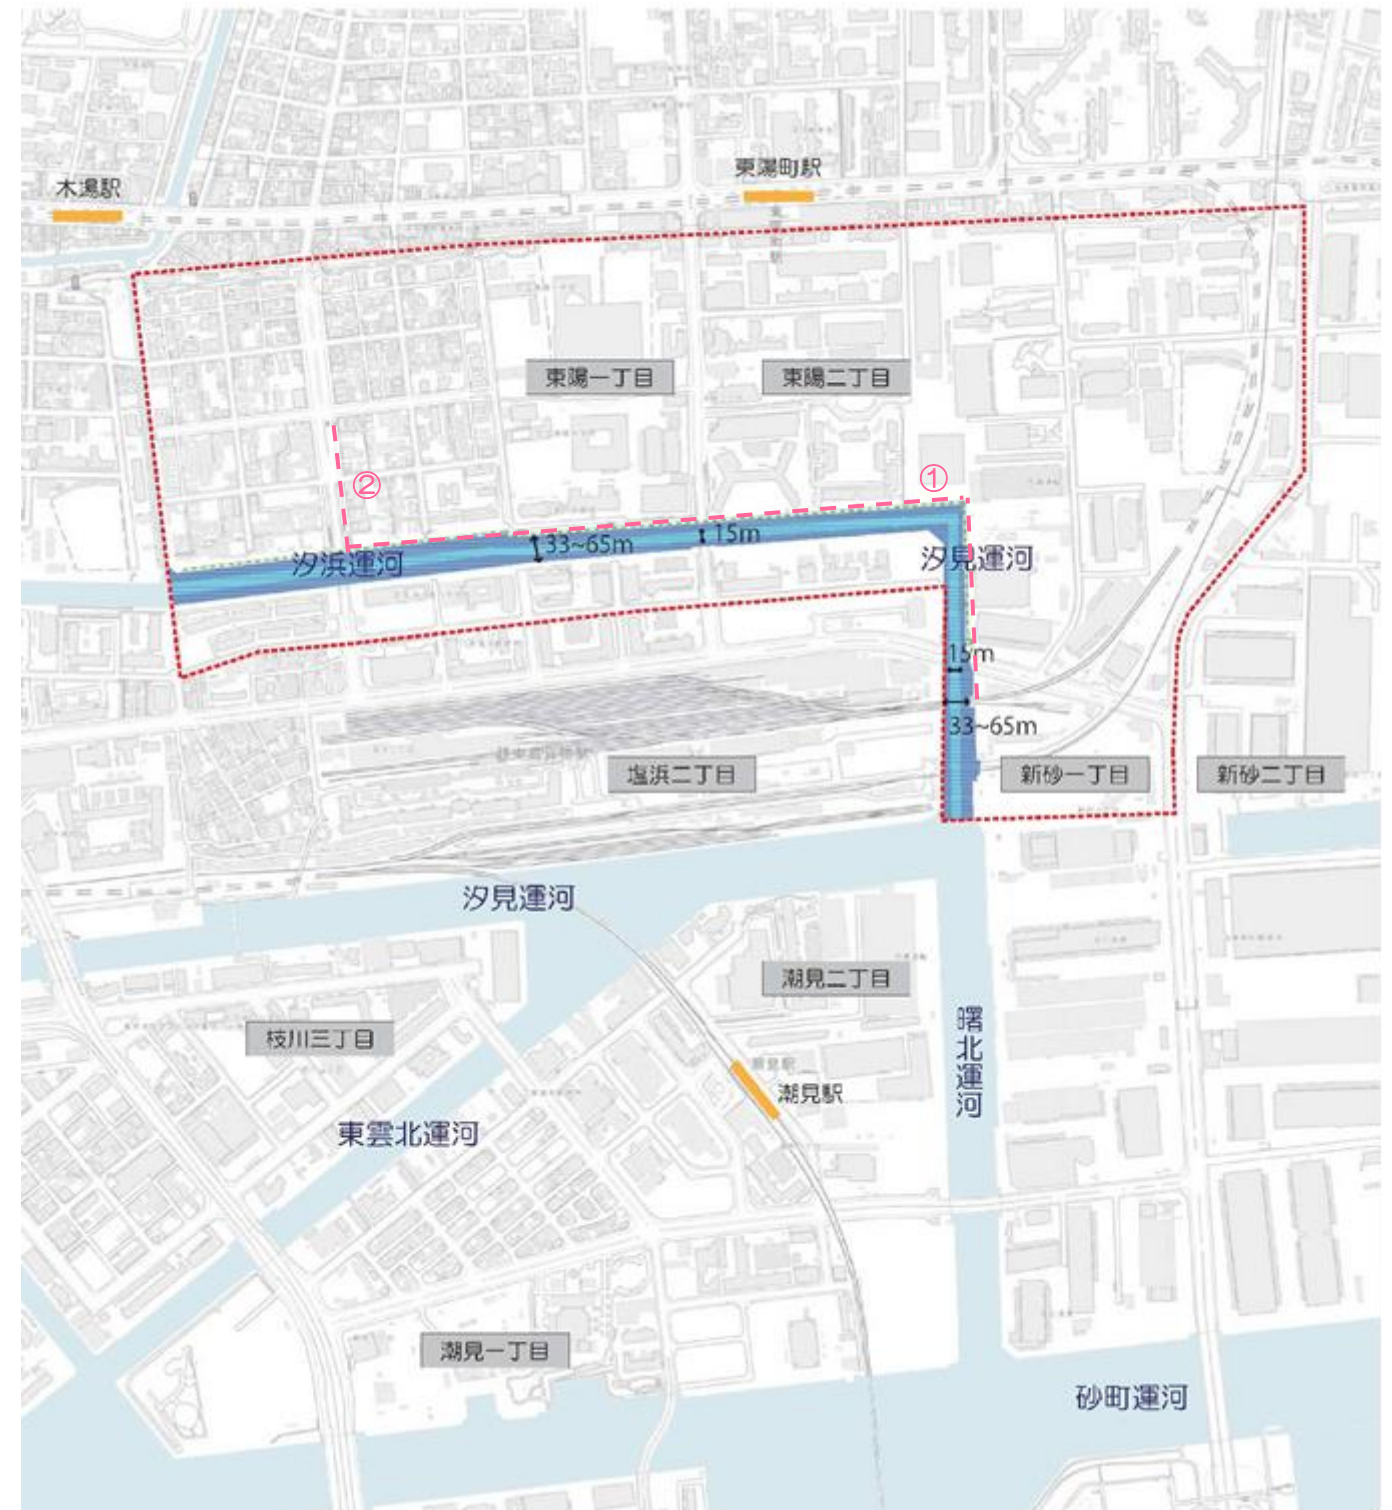 木場駅
東陽町駅
東陽一丁目
東陽二丁目
①
②
33~65m
15m
汐浜運河
汐見運河
15m
33~65m
塩浜二丁目
新砂一丁目
新砂二丁目
汐見運河
潮見二丁目
枝川三丁目
曙北運河
潮見駅
東雲北運河
潮見一丁目
砂町運河